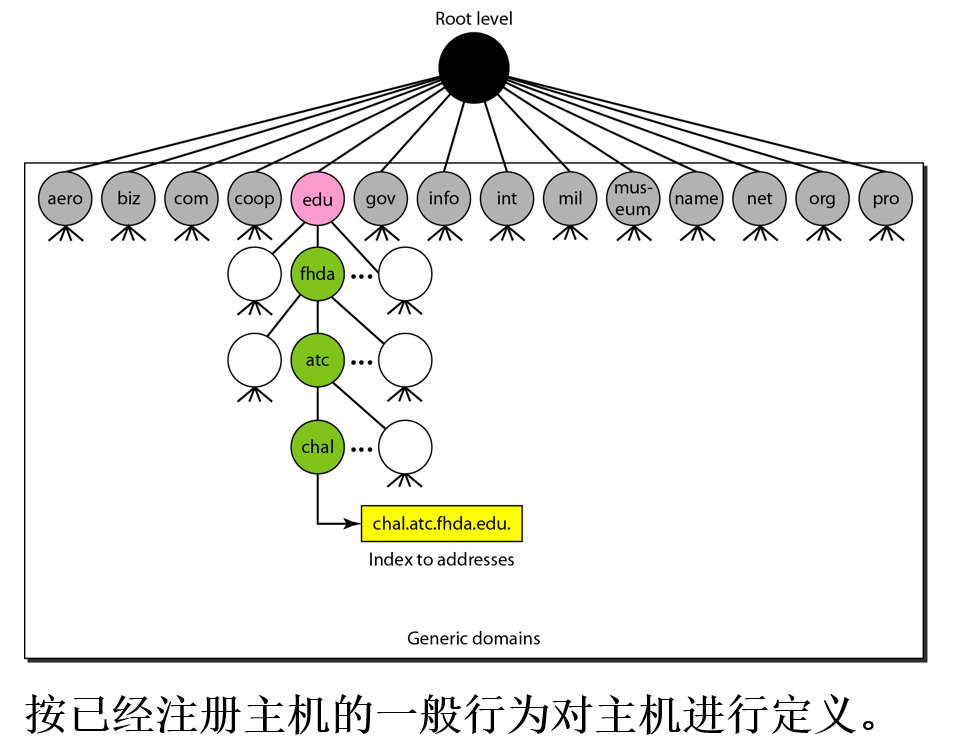 Root level
aero biz com coop edu gov info int mil mus-
eum name net org pro
fhda ...
atc ...
chal ...
chal.atc.fhda.edu.
Index to addresses
Generic domains
按已经注册主机的一般行为对主机进行定义。